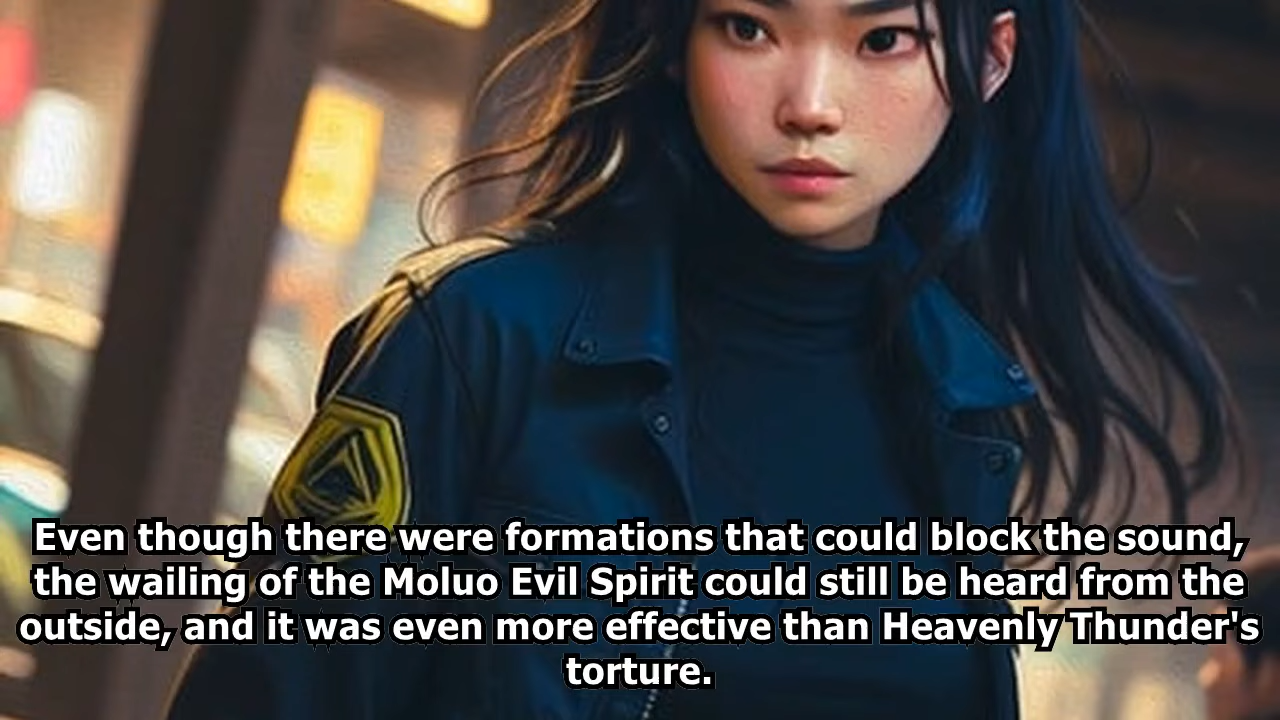 Even though there were formations that could block the sound,
the wailing of the Moluo Evil Spirit could still be heard from the
outside, and it was even more effective than Heavenly Thunder's
torture.